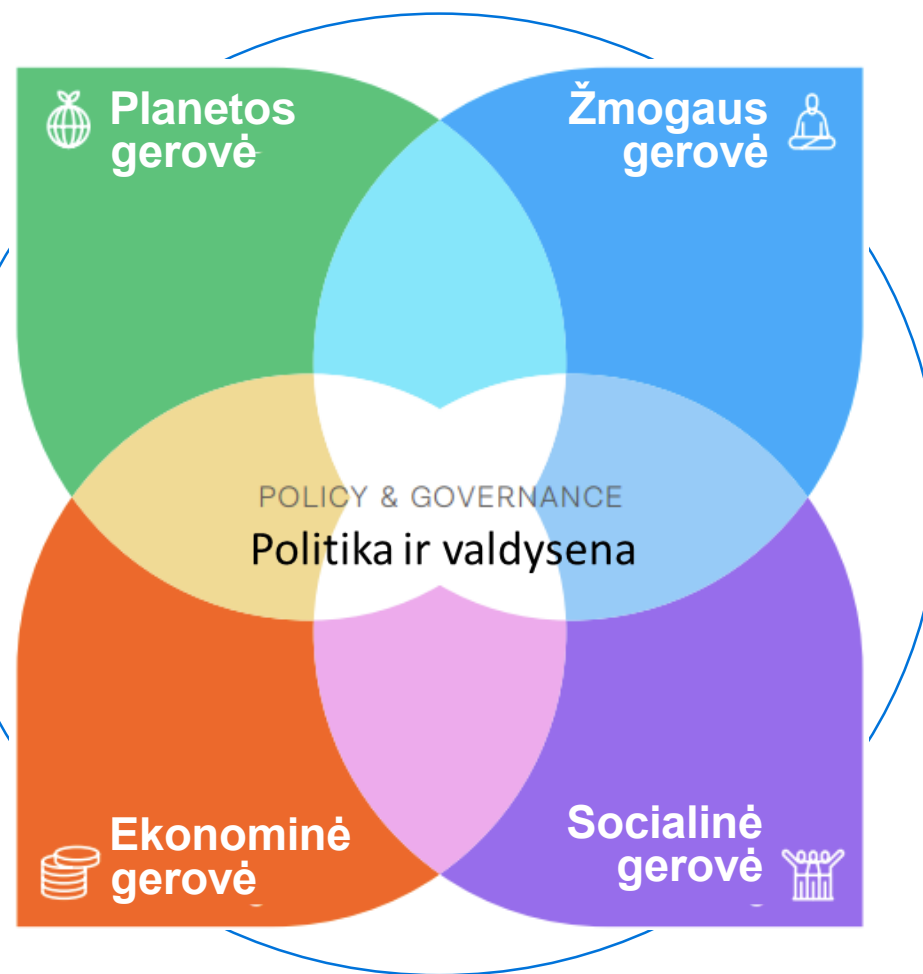 Planetos
gerovė
Žmogaus
gerovė
POLICY & GOVERNANCE
Politika ir valdysena
Ekonominė
gerovė
Socialinė
gerovė